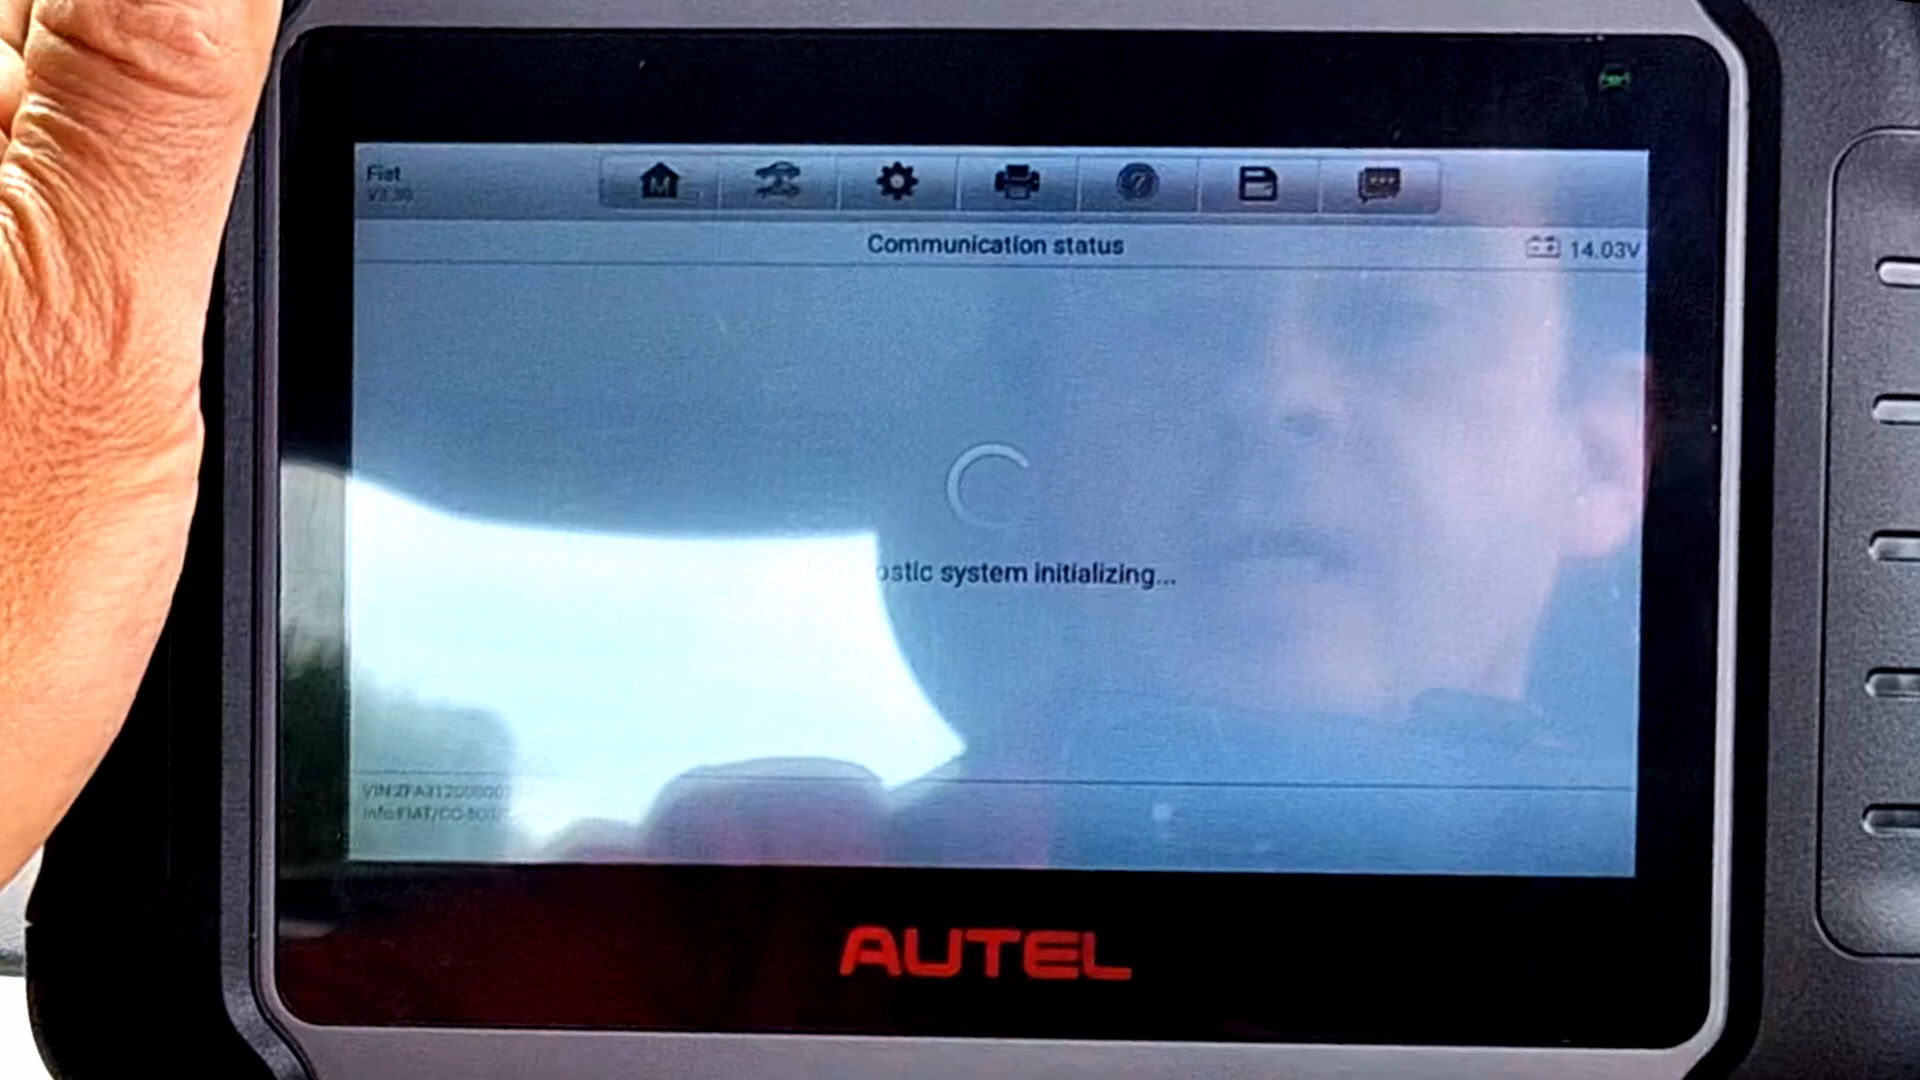 Fiat
Communication status
14.03V
ostic system initializing...
AUTEL